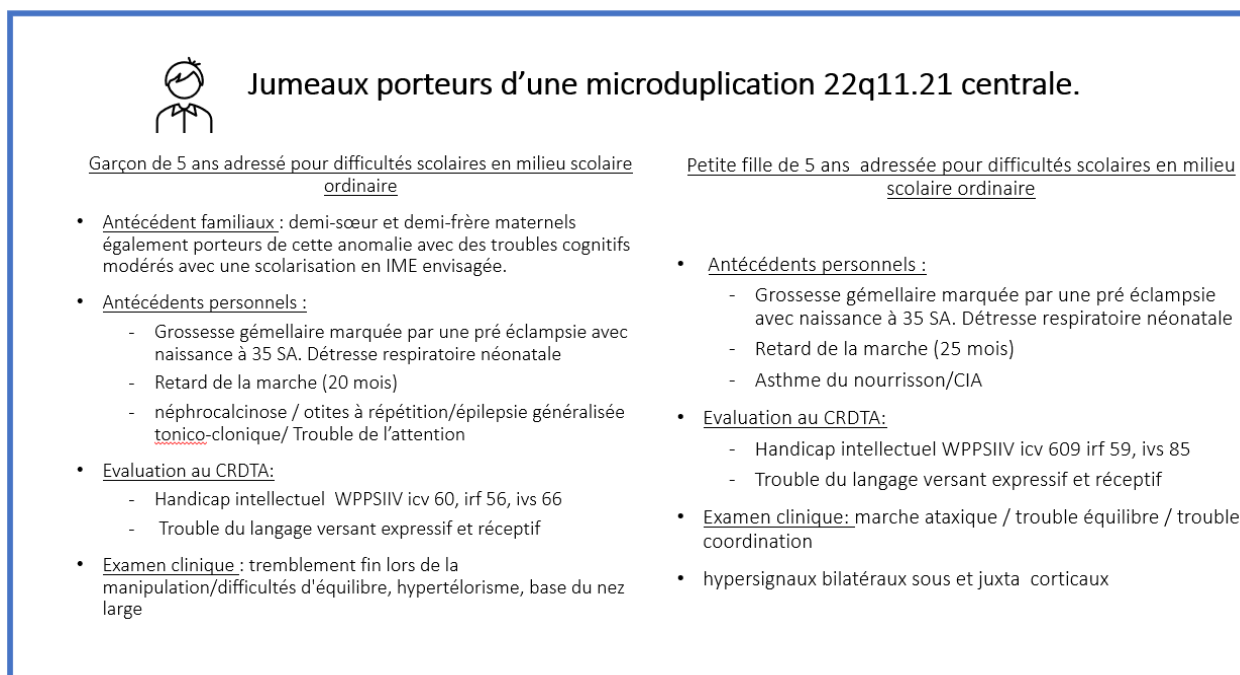 Jumeaux porteurs d’une microduplication 22q11.21 centrale.
Garçon de 5 ans adressé pour difficultés scolaires en milieu scolaire
ordinaire
• Antécédent familiaux : demi-sœur et demi-frère maternels
également porteurs de cette anomalie avec des troubles cognitifs
modérés avec une scolarisation en IME envisagée.
• Antécédents personnels :
- Grossesse gémellaire marquée par une pré éclampsie avec
naissance à 35 SA. Détresse respiratoire néonatale
- Retard de la marche (20 mois)
- néphrocalcinose / otites à répétition/épilepsie généralisée
tonico-clonique/ Trouble de l’attention
• Evaluation au CRDTA:
- Handicap intellectuel WPPSIIV icv 60, irf 56, ivs 66
- Trouble du langage versant expressif et réceptif
• Examen clinique : tremblement fin lors de la
manipulation/difficultés d'équilibre, hypertélorisme, base du nez
large
Petite fille de 5 ans adressée pour difficultés scolaires en milieu
scolaire ordinaire
• Antécédents personnels :
- Grossesse gémellaire marquée par une pré éclampsie
avec naissance à 35 SA. Détresse respiratoire néonatale
- Retard de la marche (25 mois)
- Asthme du nourrisson/CIA
• Evaluation au CRDTA:
- Handicap intellectuel WPPSIIV icv 609 irf 59, ivs 85
- Trouble du langage versant expressif et réceptif
• Examen clinique: marche ataxique / trouble équilibre / trouble
coordination
• hypersignaux bilatéraux sous et juxta corticaux